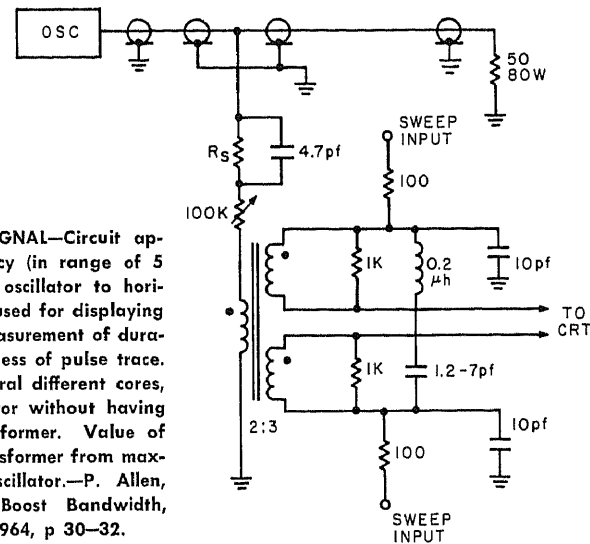 OSC
50
80W
SWEEP
INPUT
RS
4.7pf
100
100K
1K
0.2
μh
10pf
TO
CRT
1K
1.2-7pf
2:3
100
10pf
SWEEP
INPUT
GNAL—Circuit ap-
cy (in range of 5
oscillator to hori-
used for displaying
asurement of dura-
ess of pulse trace.
ral different cores,
or without having
former. Value of
sformer from max-
scillator.—P. Allen,
Boost Bandwidth,
964, p 30–32.